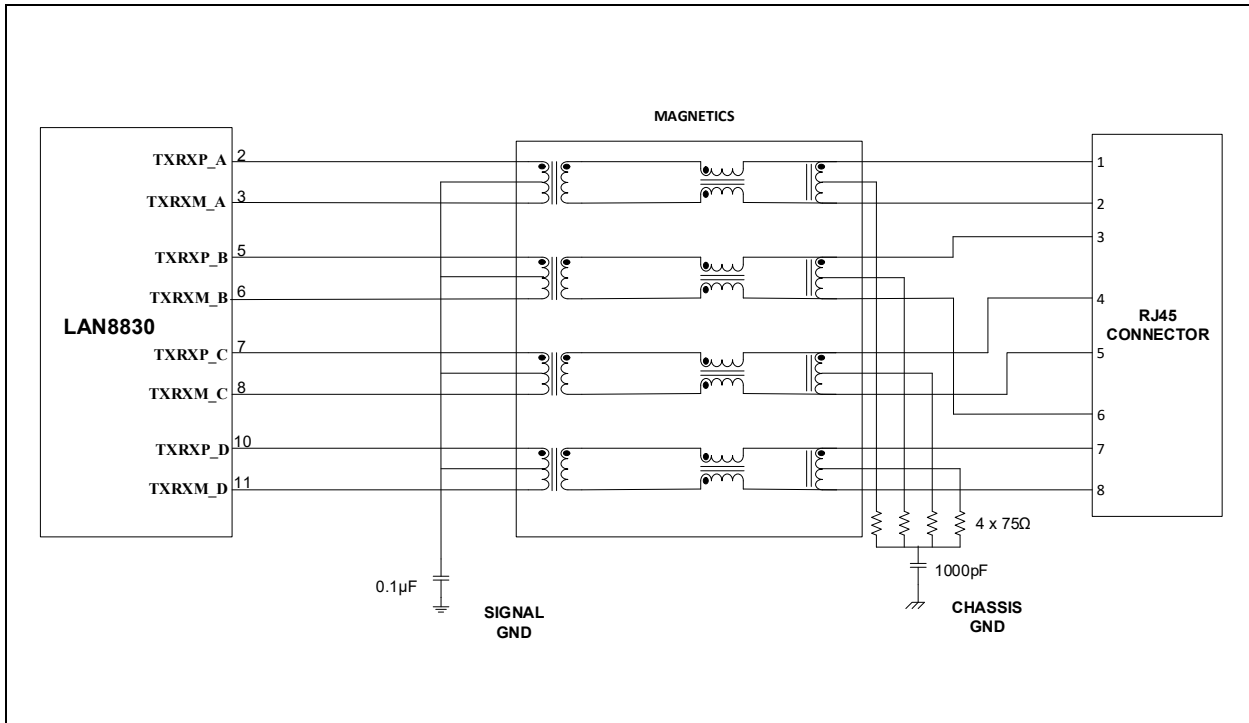 MAGNETICS
LAN8830
TXRXP_A 2
TXRXM_A 3
TXRXP_B 5
TXRXM_B 6
TXRXP_C 7
TXRXM_C 8
TXRXP_D 10
TXRXM_D 11
1
2
3
4
5
6
7
8
RJ45
CONNECTOR
4 x 75Ω
1000pF
CHASSIS
GND
0.1µF
SIGNAL
GND